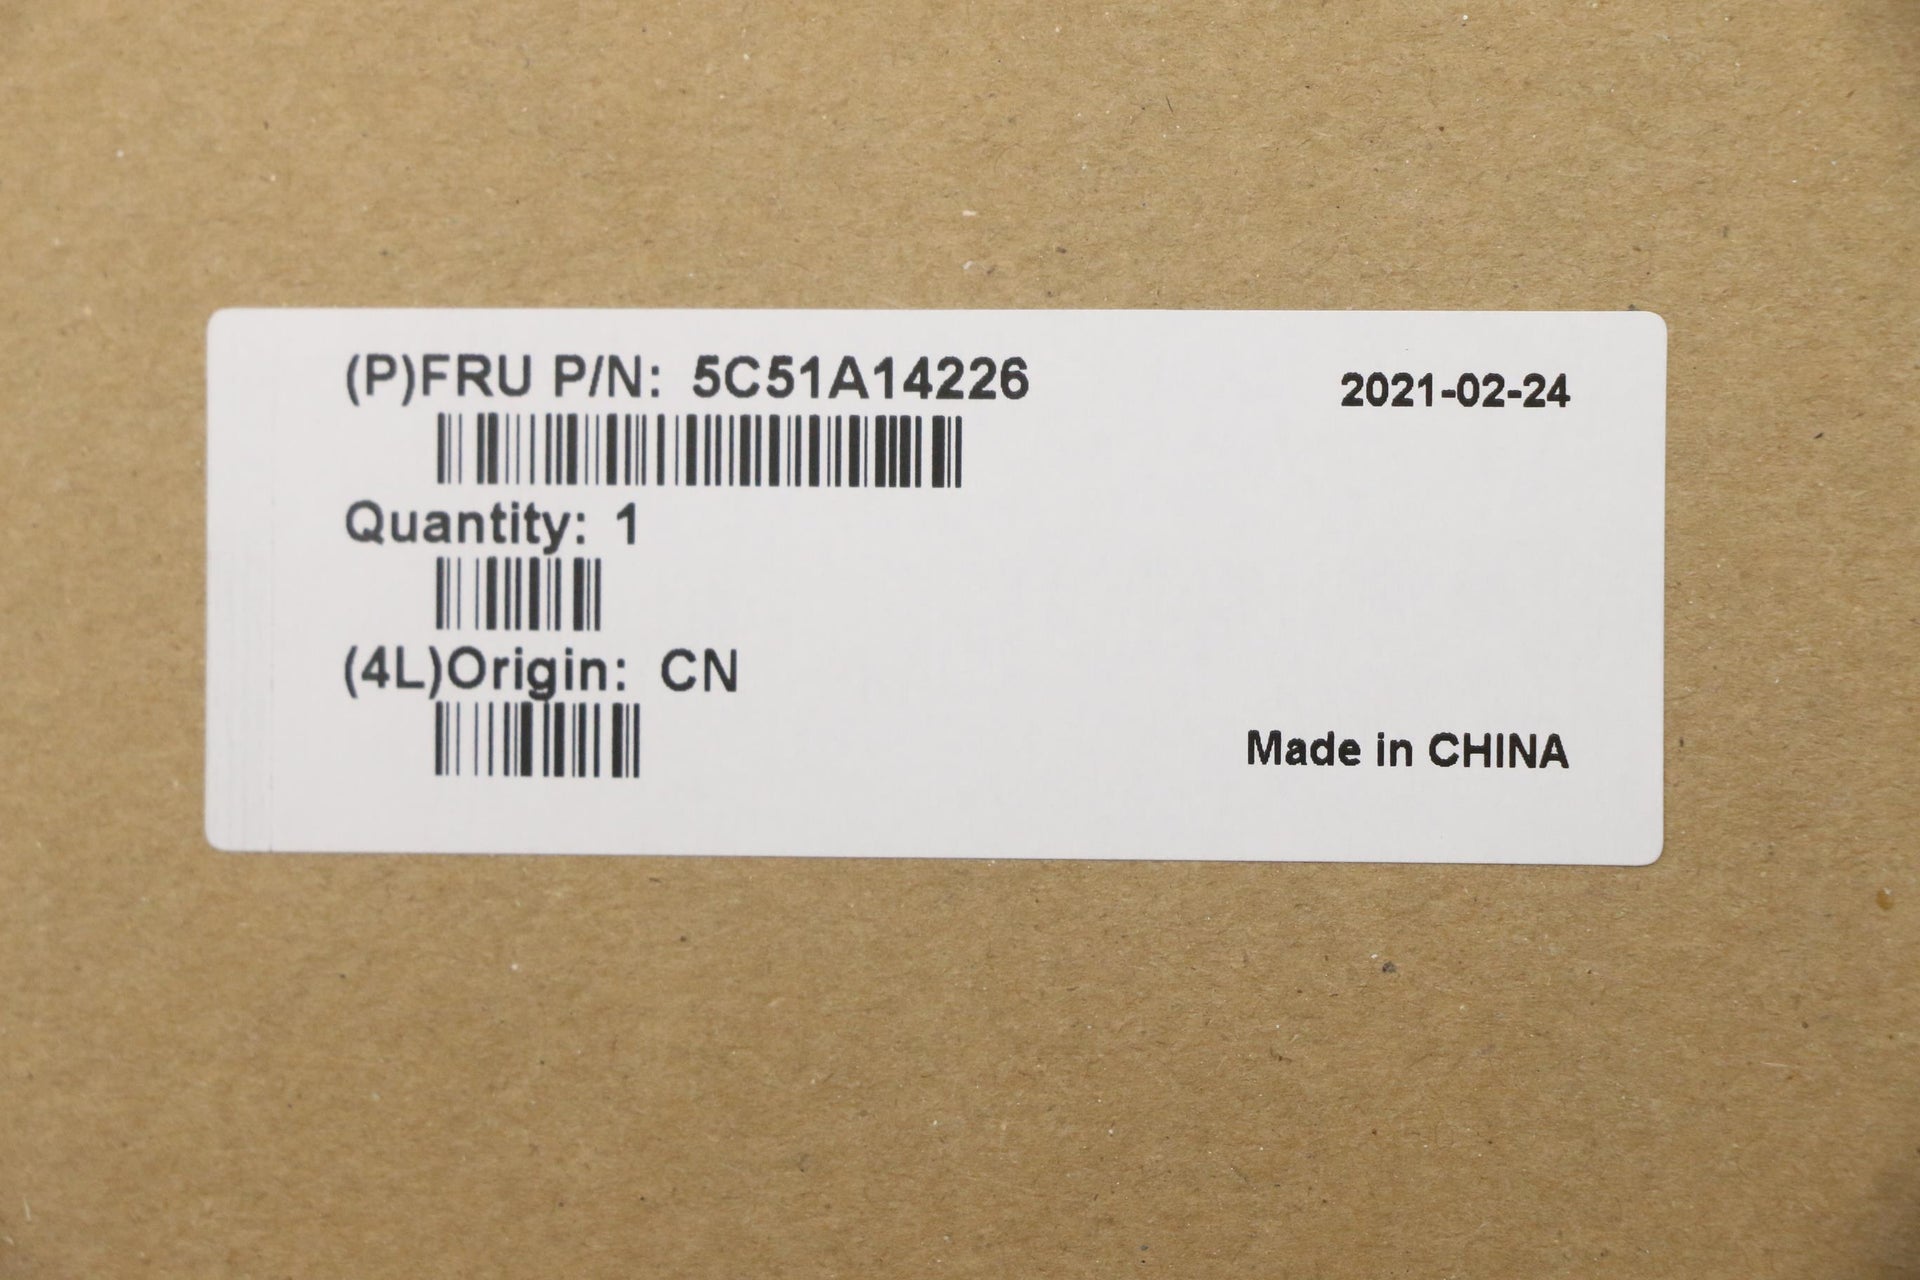 (P)FRU P/N: 5C51A14226
2021-02-24
Quantity: 1
(4L)Origin: CN
Made in CHINA